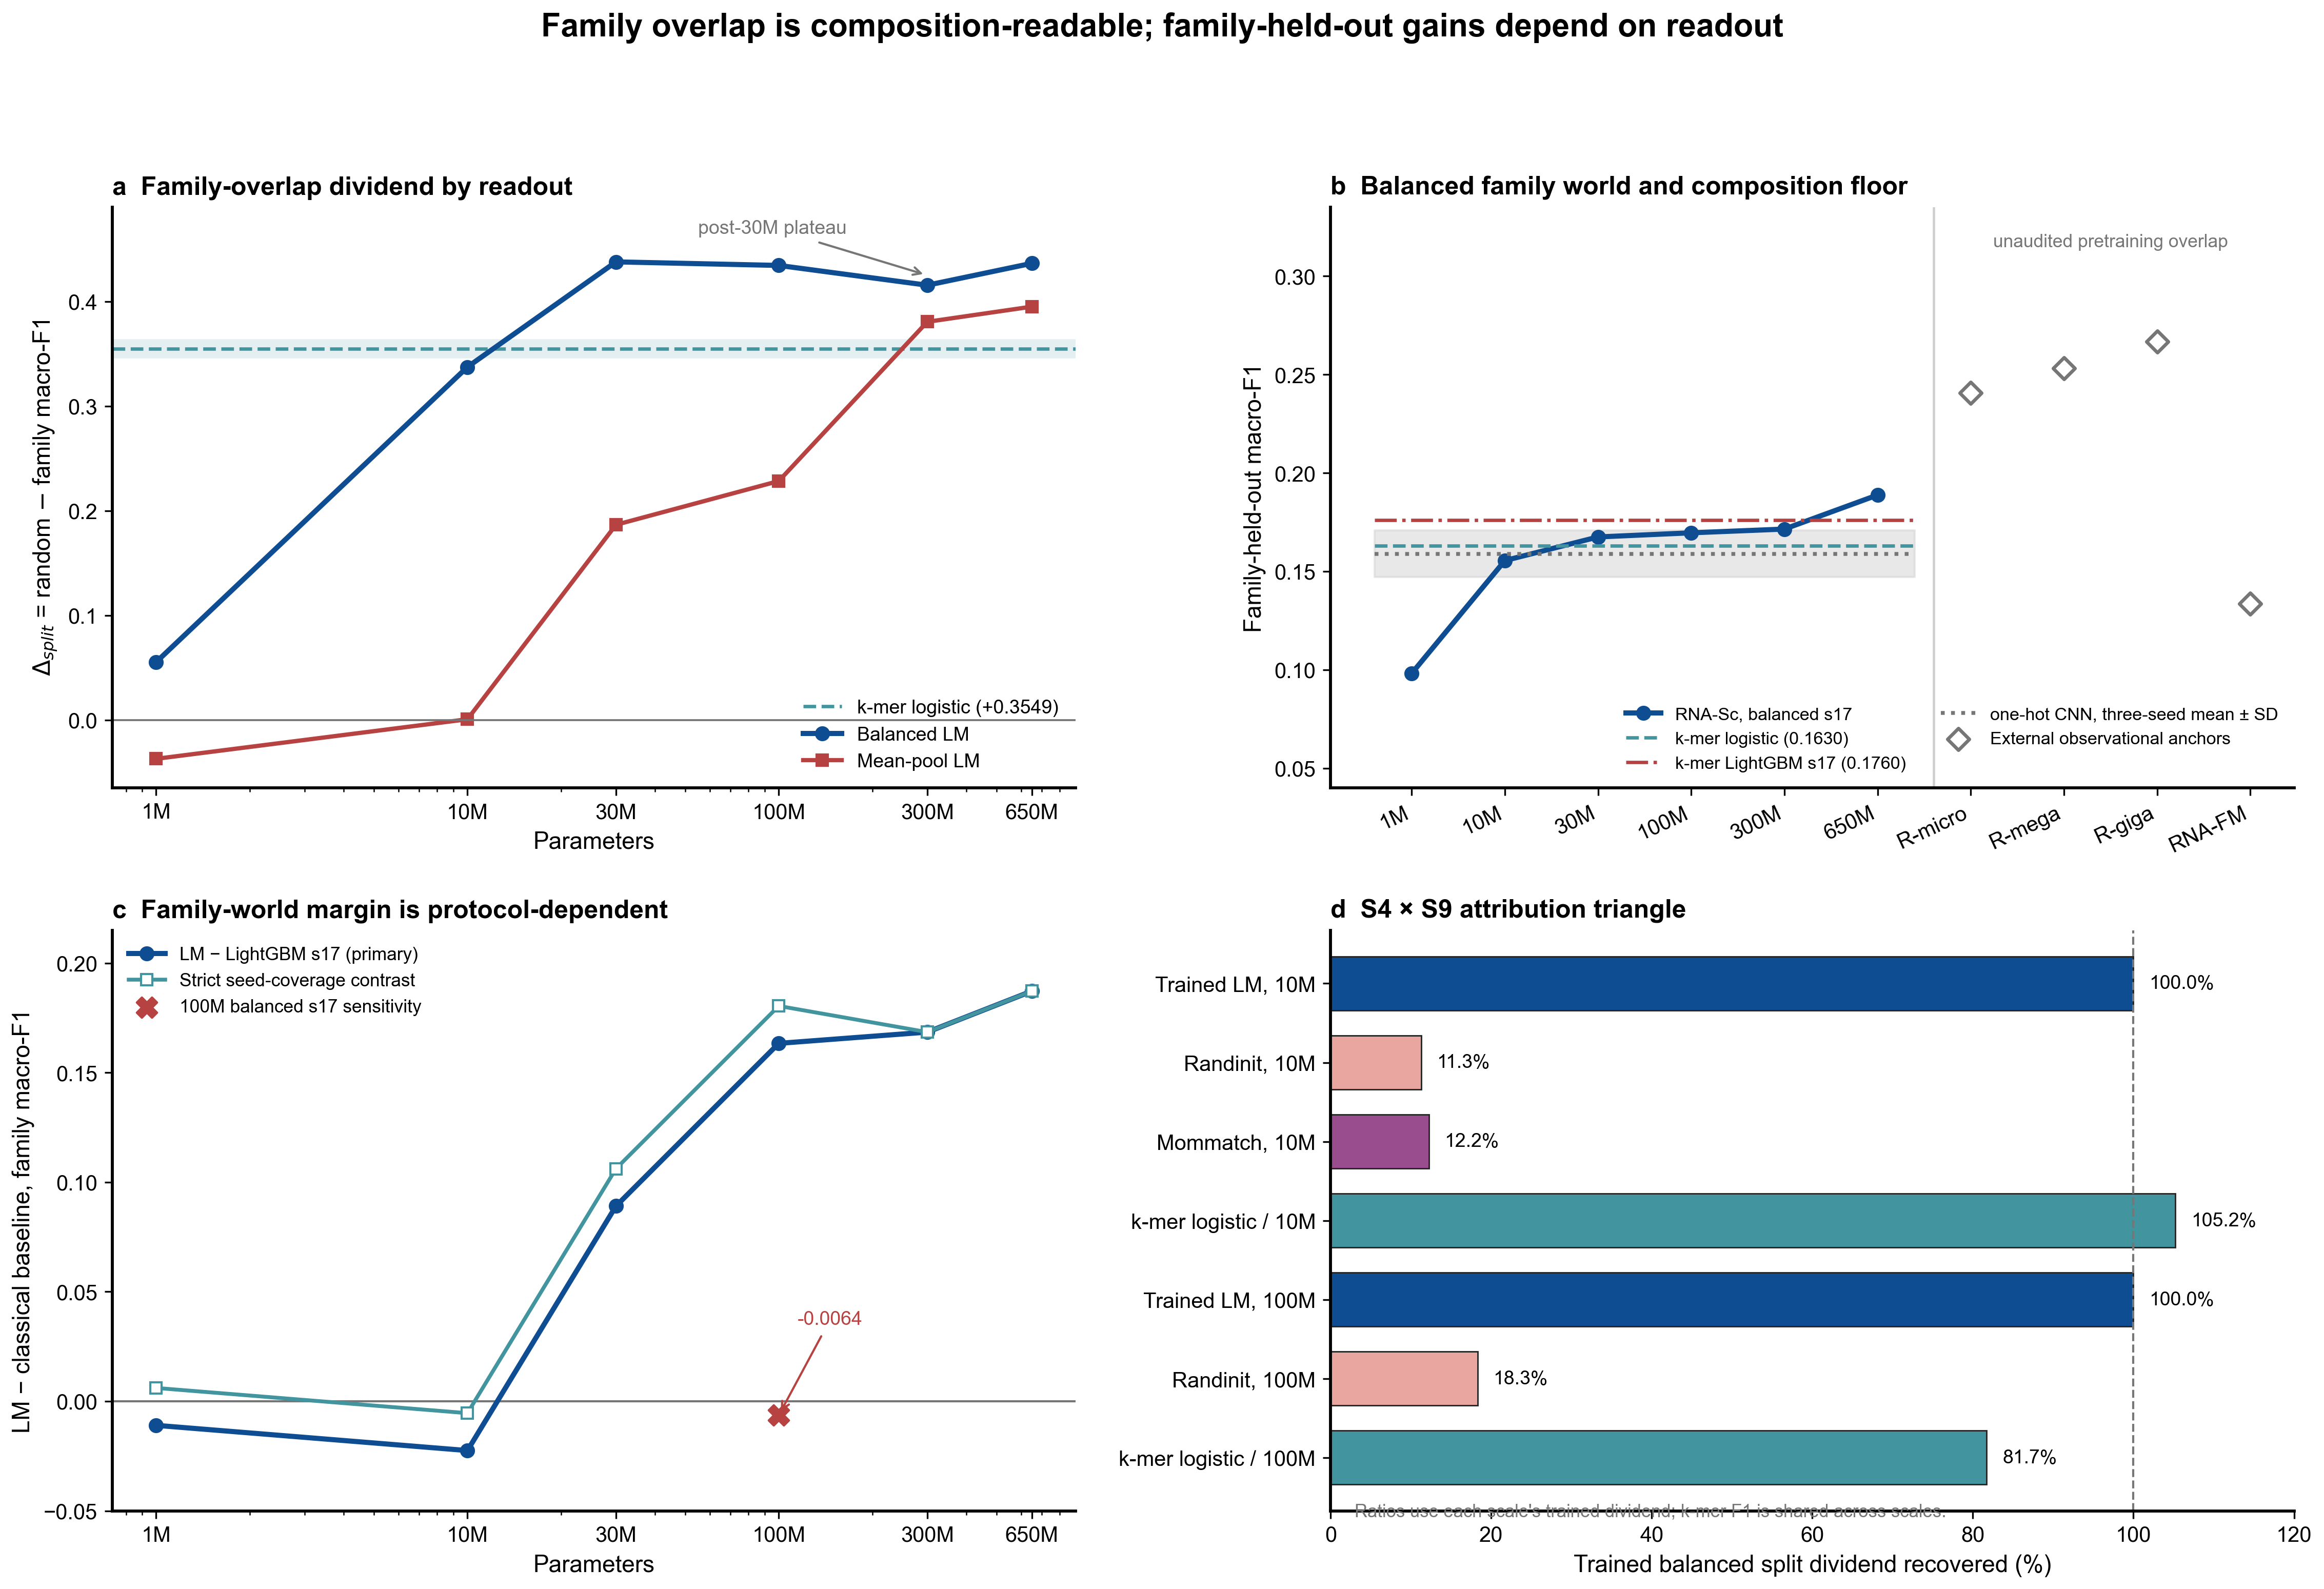 Family overlap is composition-readable; family-held-out gains depend on readout
a Family-overlap dividend by readout
post-30M plateau
Δsplit = random − family macro-F1
0.4
0.3
0.2
0.1
0.0
k-mer logistic (+0.3549)
Balanced LM
Mean-pool LM
1M 10M 30M 100M 300M 650M
Parameters
b Balanced family world and composition floor
unaudited pretraining overlap
Family-held-out macro-F1
0.30
0.25
0.20
0.15
0.10
0.05
RNA-Sc, balanced s17
k-mer logistic (0.1630)
k-mer LightGBM s17 (0.1760)
one-hot CNN, three-seed mean ± SD
External observational anchors
1M 10M 30M 100M 300M 650M R-micro R-mega R-giga RNA-FM
c Family-world margin is protocol-dependent
LM − LightGBM s17 (primary)
Strict seed-coverage contrast
100M balanced s17 sensitivity
LM − classical baseline, family macro-F1
0.20
0.15
0.10
0.05
0.00
−0.05
-0.0064
1M 10M 30M 100M 300M 650M
Parameters
d S4 × S9 attribution triangle
Trained LM, 10M 100.0%
Randinit, 10M 11.3%
Mommatch, 10M 12.2%
k-mer logistic / 10M 105.2%
Trained LM, 100M 100.0%
Randinit, 100M 18.3%
k-mer logistic / 100M 81.7%
Ratios use each scale's trained dividend; k-mer F1 is shared across scales.
0 20 40 60 80 100 120
Trained balanced split dividend recovered (%)